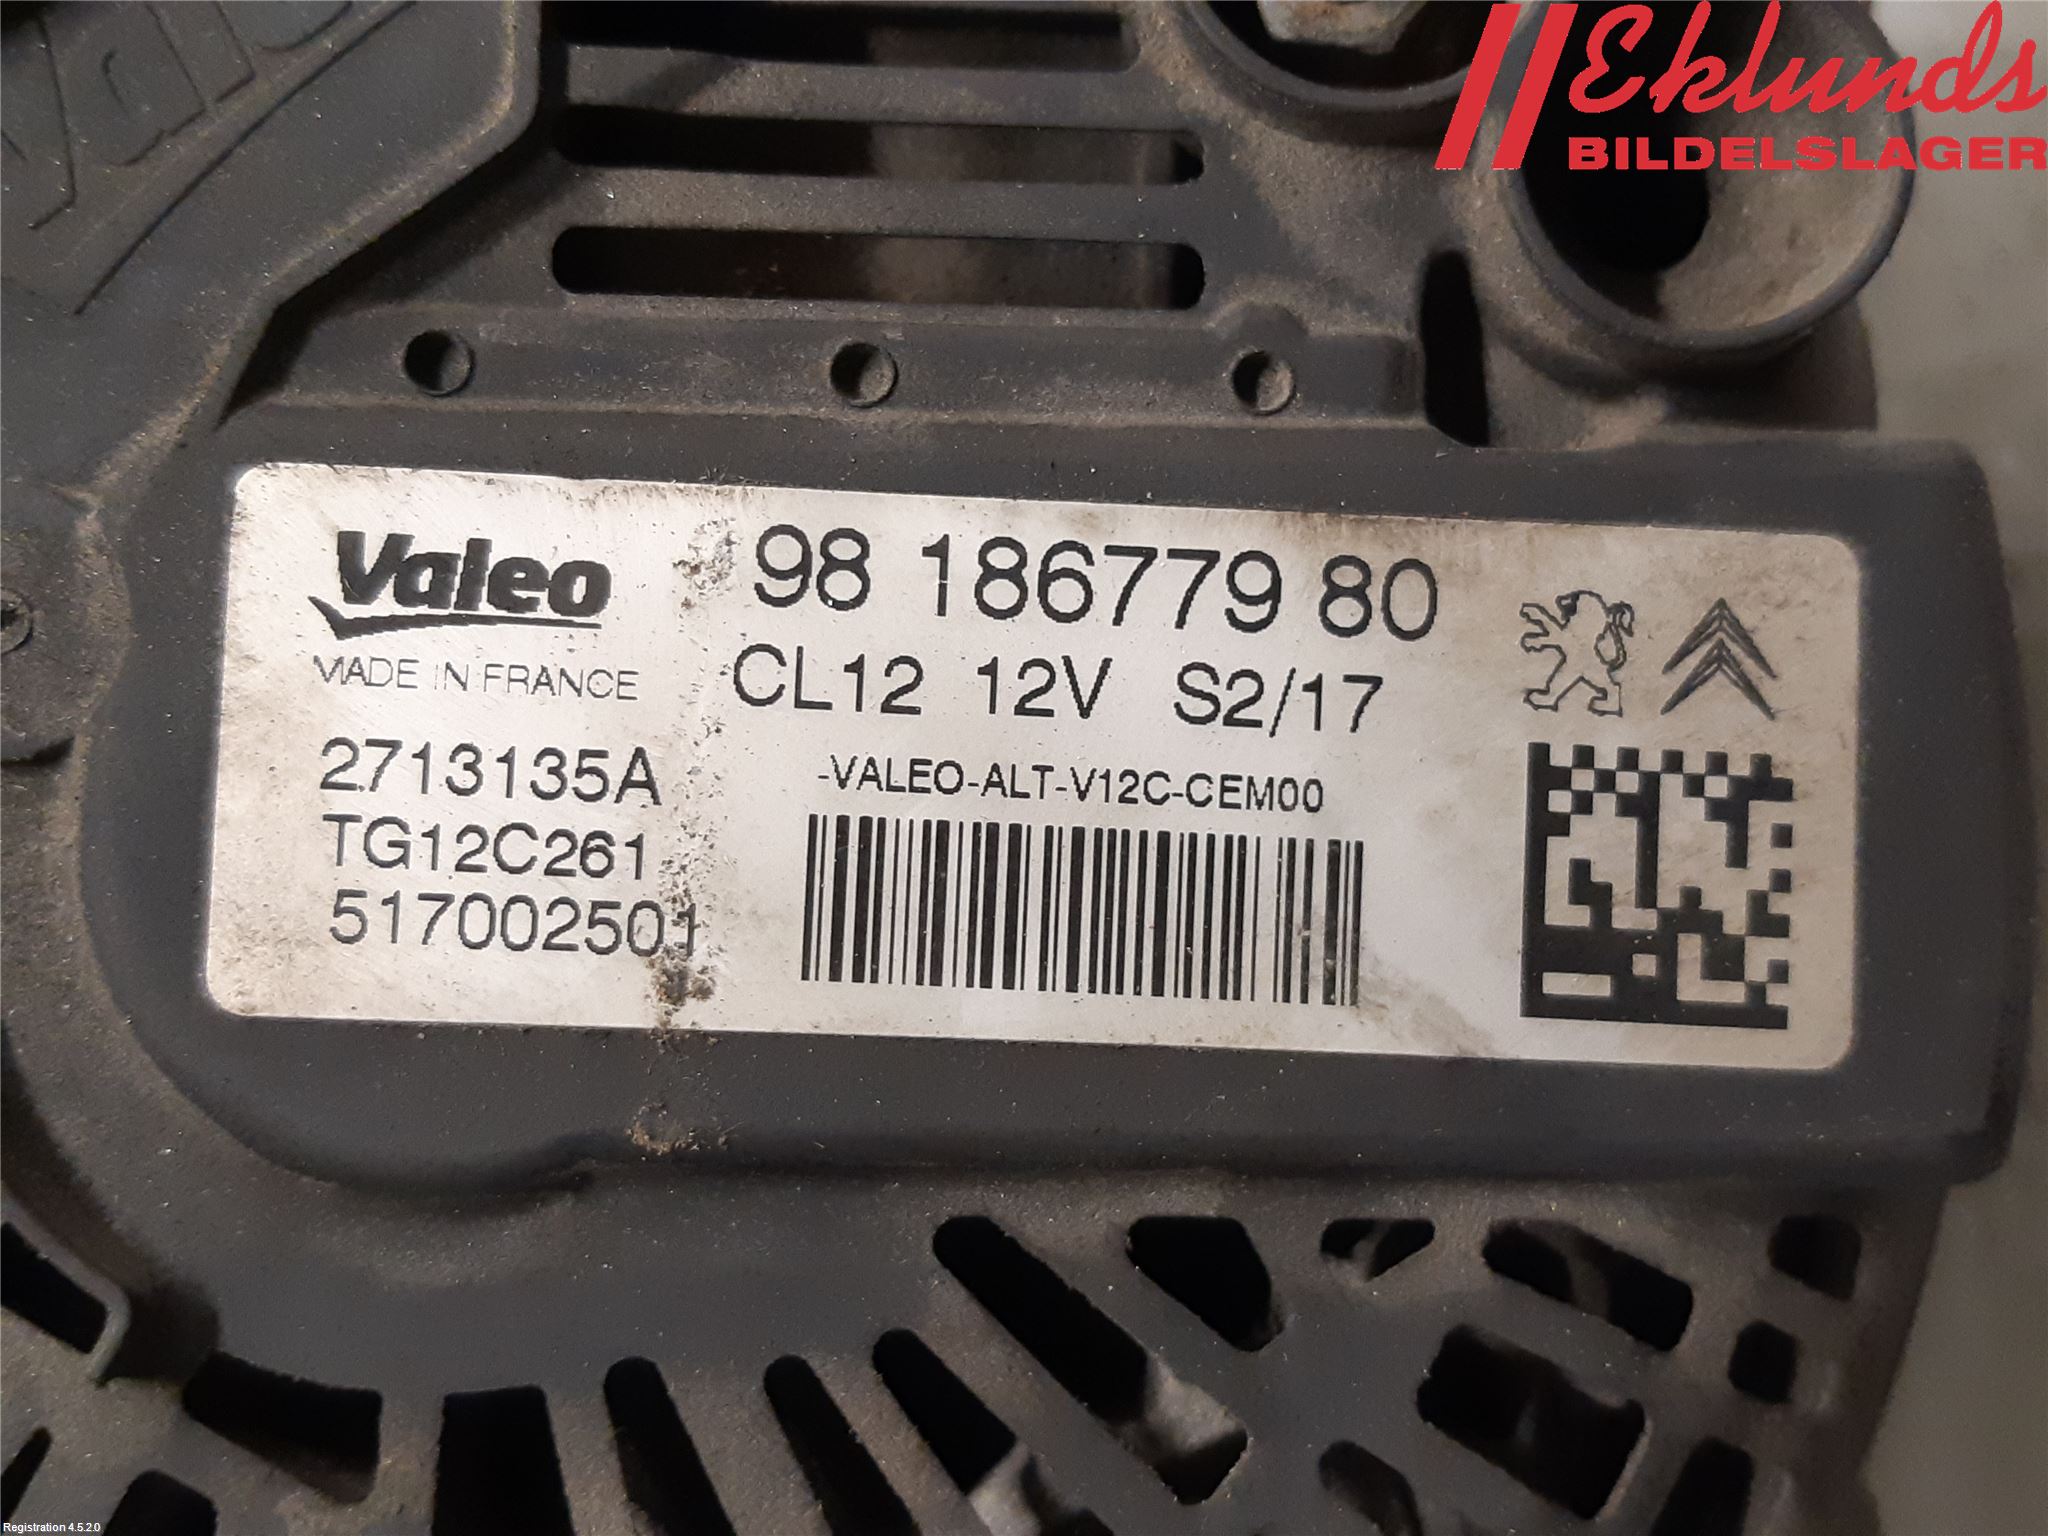 Eklunds
BILDELSLAGER
Valeo
MADE IN FRANCE
2713135A
TG12C261
517002501
98 186779 80
CL12 12V S2/17
-VALEO-ALT-V12C-CEM00
Registration 4.5.2.0